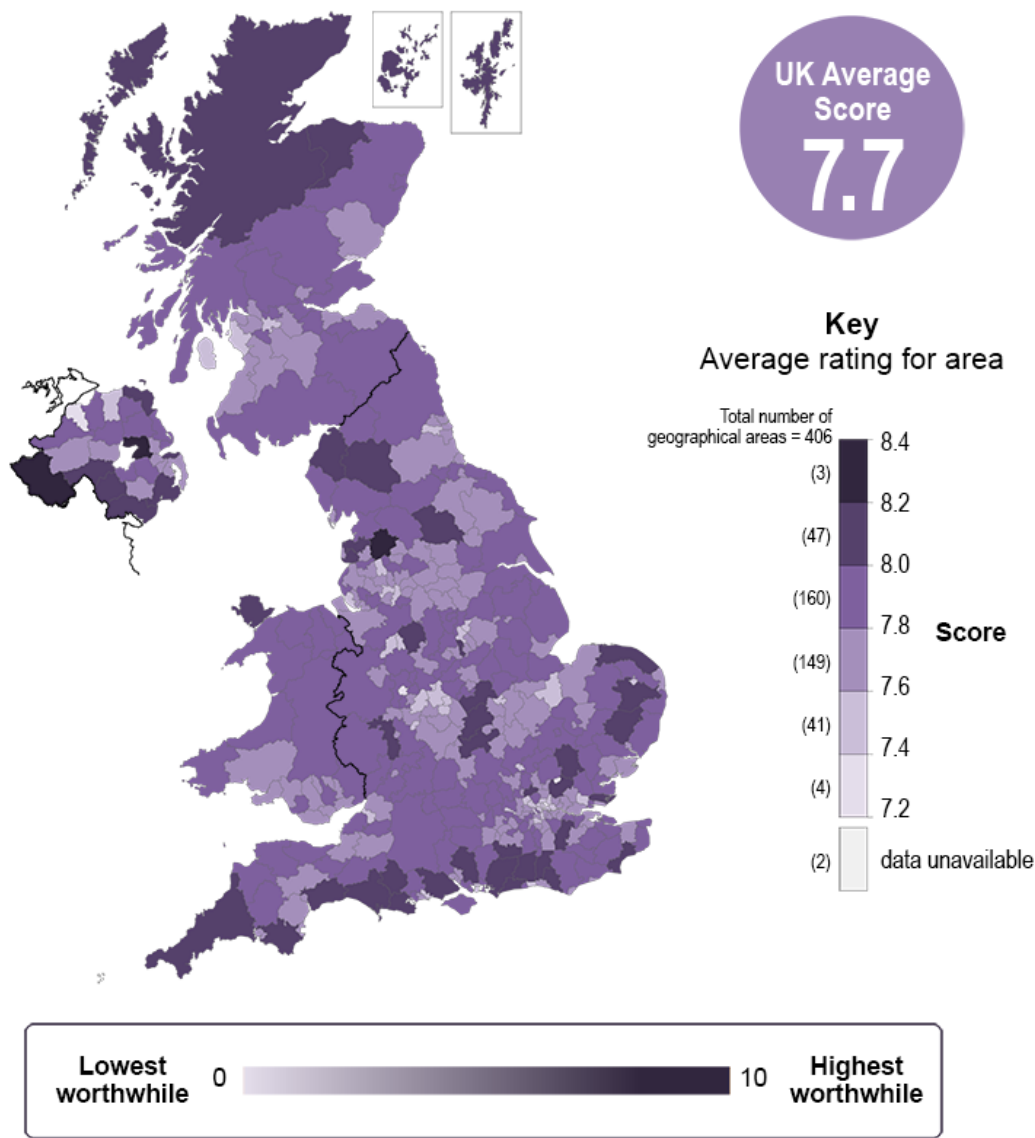 UK Average
Score
7.7
Key
Average rating for area
Total number of
geographical areas = 406
8.4
(3)
8.2
(47)
8.0
(160)
7.8
Score
(149)
7.6
(41)
7.4
(4)
7.2
(2)
data unavailable
Lowest
worthwhile
0
10
Highest
worthwhile